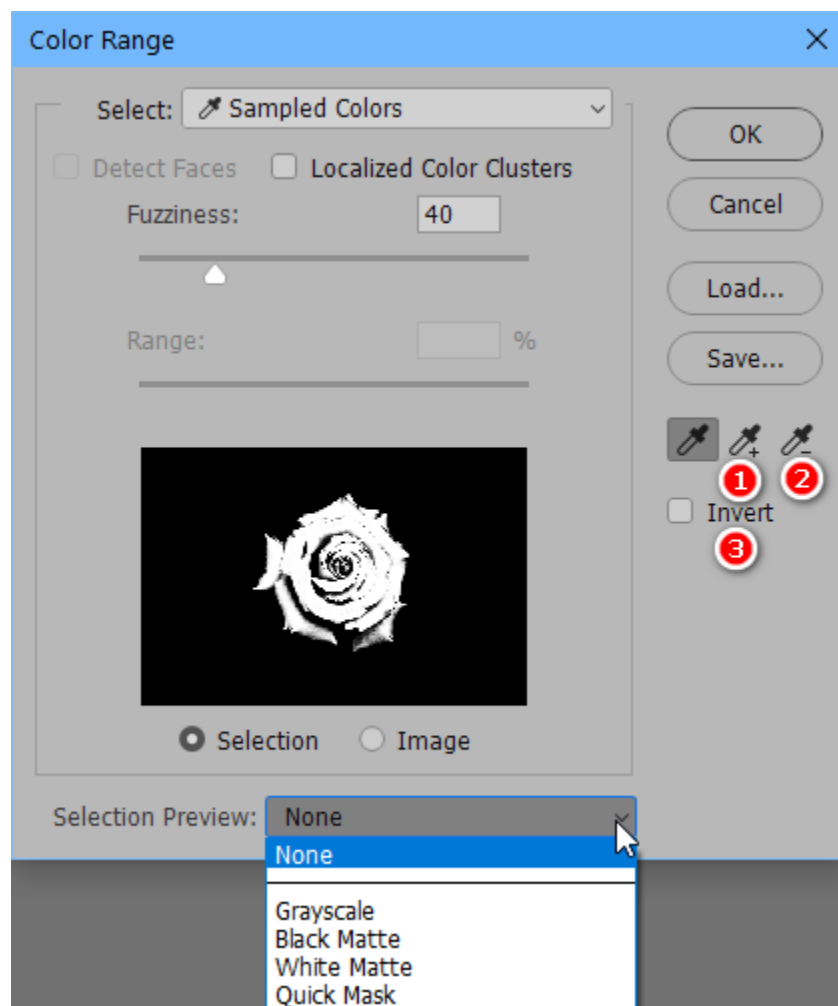 Color Range
Select: Sampled Colors
Detect Faces Localized Color Clusters
Fuzziness: 40
Range: %
Selection Image
Selection Preview: None
None
Grayscale
Black Matte
White Matte
Quick Mask
OK
Cancel
Load...
Save...
1 2
Invert
3